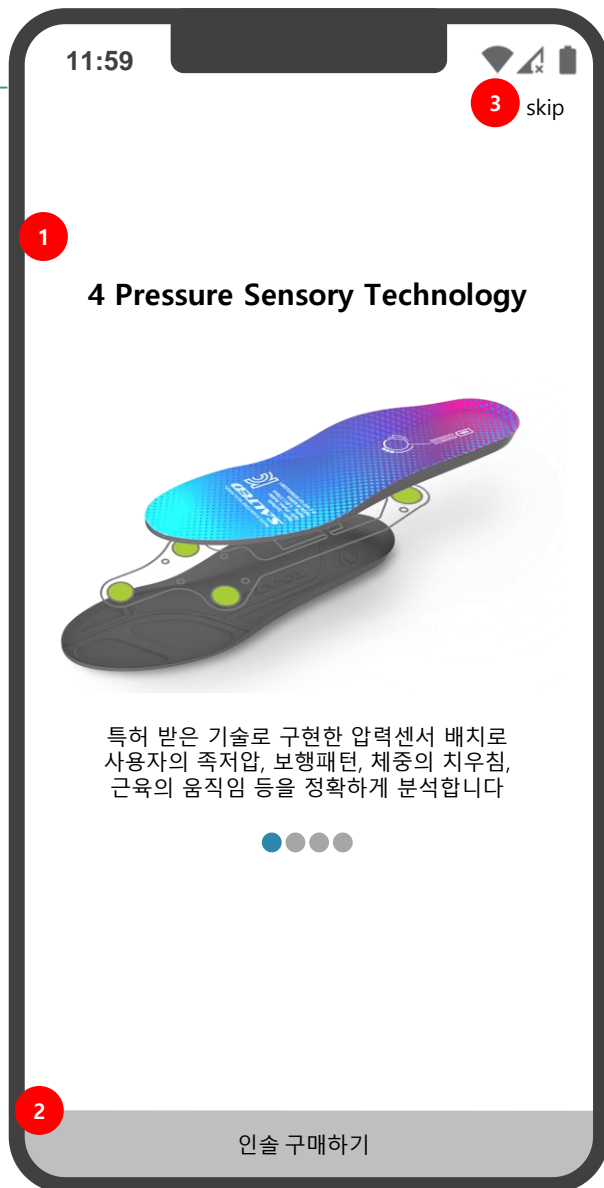 11:59
3 skip
1
4 Pressure Sensory Technology
SALTED
특허 받은 기술로 구현한 압력센서 배치로
사용자의 족저압, 보행패턴, 체중의 치우침,
근육의 움직임 등을 정확하게 분석합니다
2
인솔 구매하기